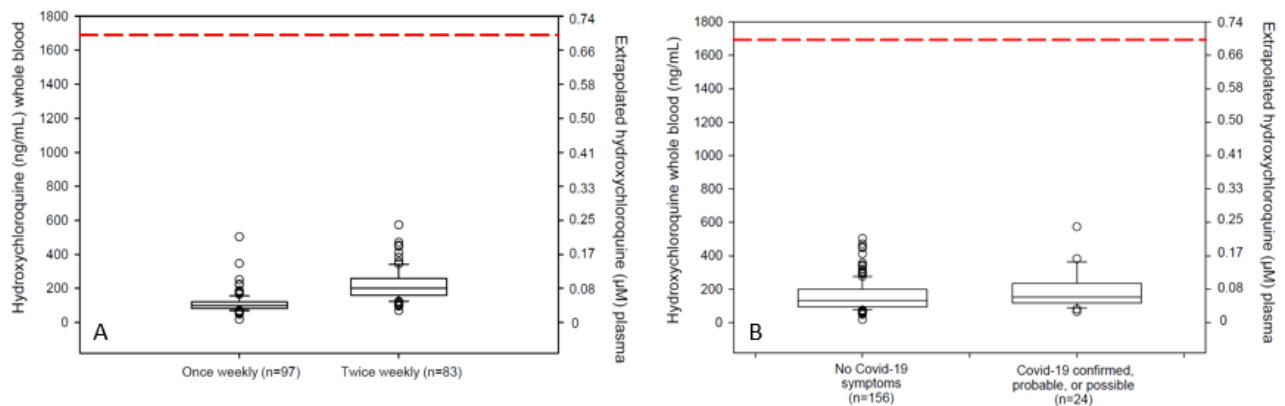 Hydroxychloroquine (ng/mL) whole blood
1800
1600
1400
1200
1000
800
600
400
200
0
A
Once weekly (n=97)
Twice weekly (n=83)
0.74
0.66
0.58
0.50
0.41
0.33
0.25
0.17
0.08
0
Extrapolated hydroxychloroquine (µM) plasma
Hydroxychloroquine whole blood (ng/mL)
1800
1600
1400
1200
1000
800
600
400
200
0
B
No Covid-19
symptoms
(n=156)
Covid-19 confirmed,
probable, or possible
(n=24)
0.74
0.66
0.58
0.50
0.41
0.33
0.25
0.17
0.08
0
Extrapolated hydroxychloroquine (µM) plasma